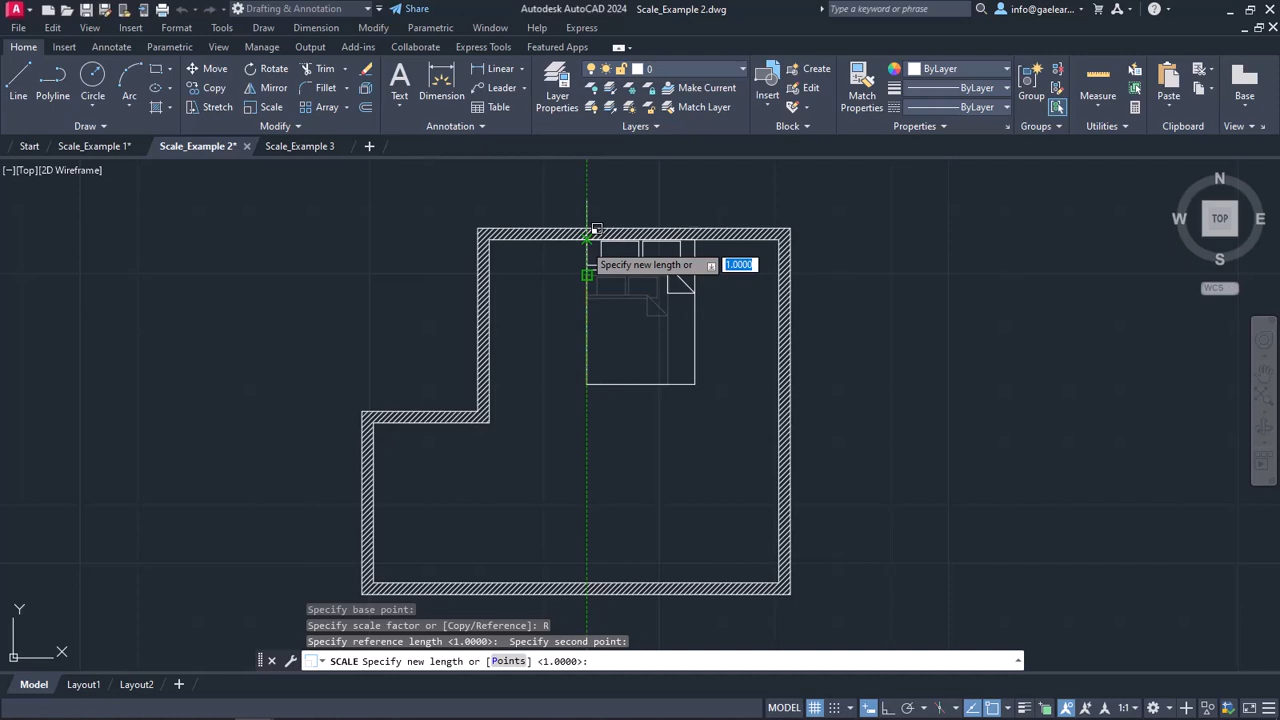 A CAD
Drafting & Annotation
Share
Autodesk AutoCAD 2024 Scale_Example 2.dwg
Type a keyword or phrase
info@gaelear...
File Edit View Insert Format Tools Draw Dimension Modify Parametric Window Help Express
Home Insert Annotate Parametric View Manage Output Add-ins Collaborate Express Tools Featured Apps
Line Polyline Circle Arc
Move Rotate Trim
Copy Mirror Fillet
Stretch Scale Array
Text Dimension
Linear
Leader
Table
Layer
Properties
0
Make Current
Match Layer
Insert
Create
Edit
Match
Properties
ByLayer
ByLayer
ByLayer
Group
Measure
Paste
Base
Draw Modify Annotation Layers Block Properties Groups Utilities Clipboard View
Start Scale_Example 1* Scale_Example 2* Scale_Example 3
[−][Top][2D Wireframe]
N
W TOP E
S
WCS
Specify new length or 1.0000
Y
X
Specify base point:
Specify scale factor or [Copy/Reference]: R
Specify reference length <1.0000>: Specify second point:
SCALE Specify new length or [Points] <1.0000>:
Model Layout1 Layout2
MODEL 1:1